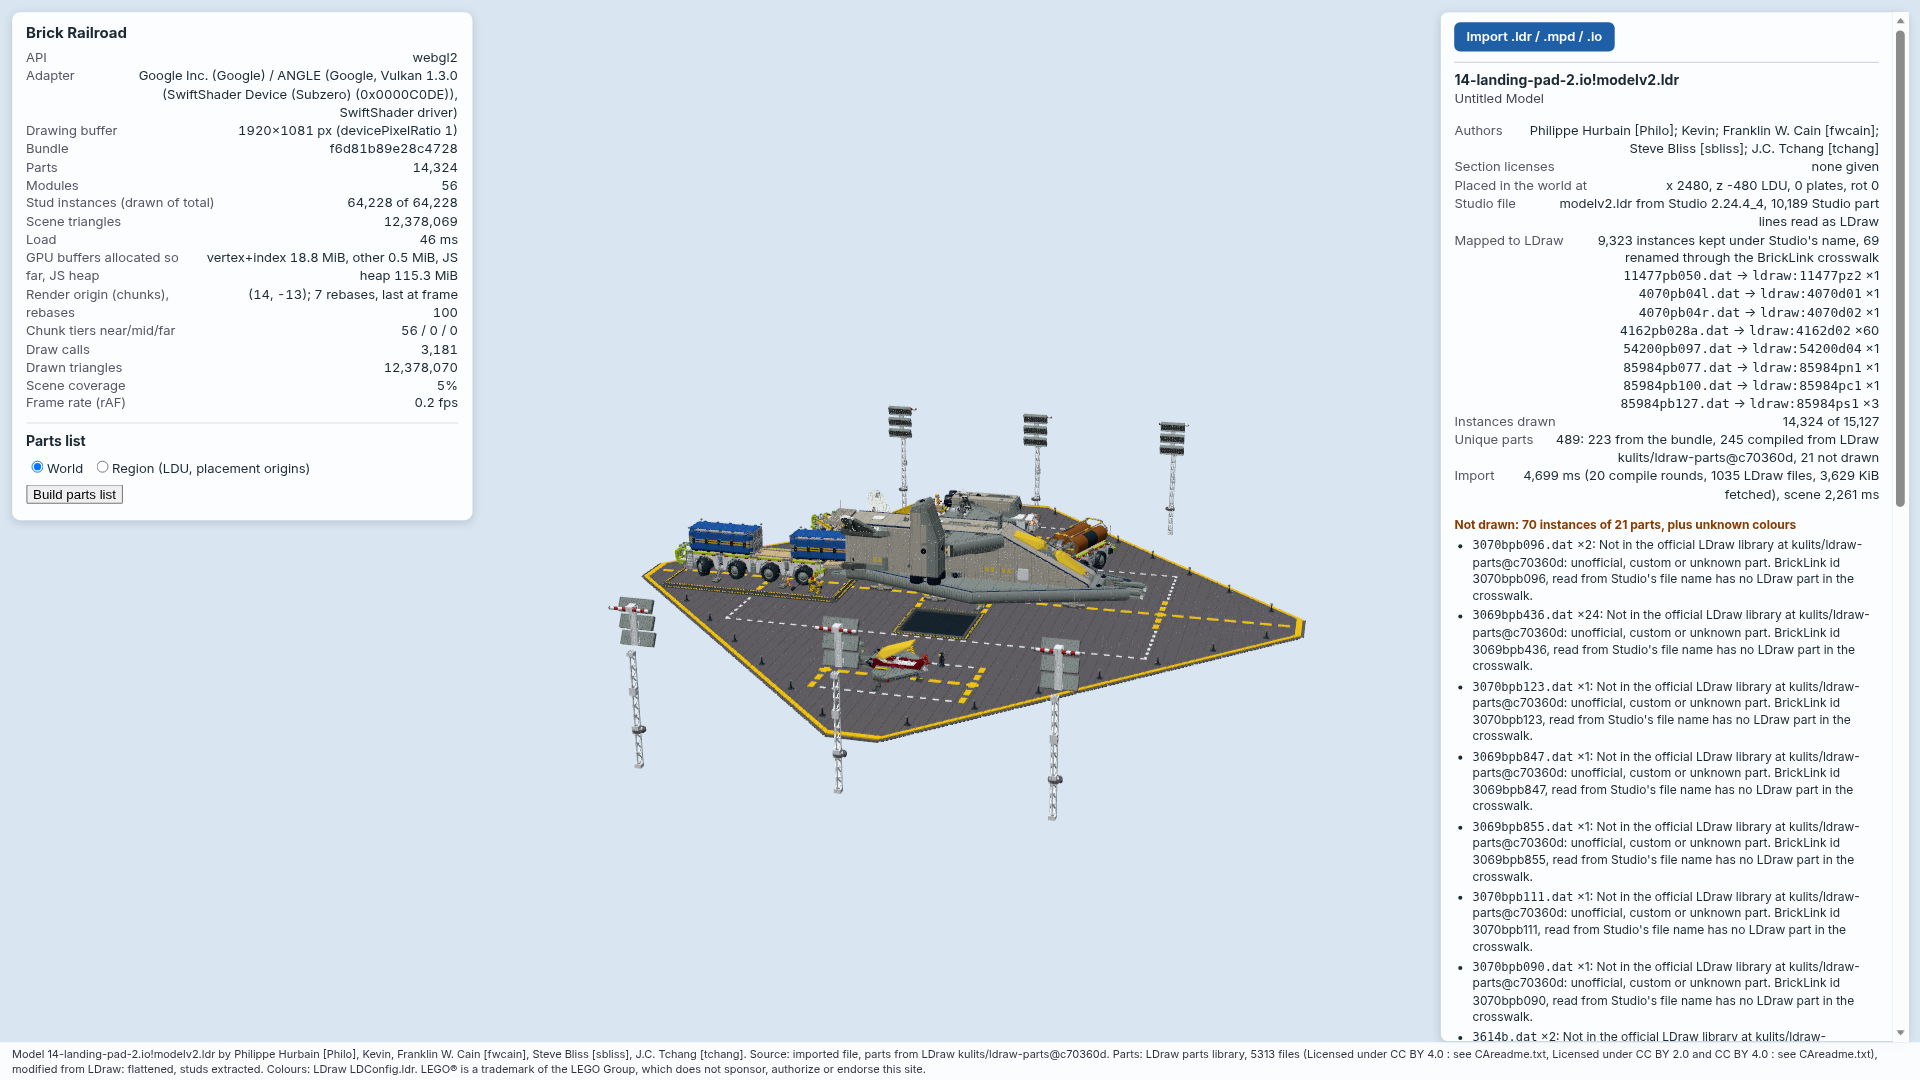 Brick Railroad
API webgl2
Adapter Google Inc. (Google) / ANGLE (Google, Vulkan 1.3.0
(SwiftShader Device (Subzero) (0x0000C0DE)),
SwiftShader driver)
Drawing buffer 1920×1081 px (devicePixelRatio 1)
Bundle f6d81b89e28c4728
Parts 14,324
Modules 56
Stud instances (drawn of total) 64,228 of 64,228
Scene triangles 12,378,069
Load 46 ms
GPU buffers allocated so vertex+index 18.8 MiB, other 0.5 MiB, JS
far, JS heap heap 115.3 MiB
Render origin (chunks), (14, -13); 7 rebases, last at frame
rebases 100
Chunk tiers near/mid/far 56 / 0 / 0
Draw calls 3,181
Drawn triangles 12,378,070
Scene coverage 5%
Frame rate (rAF) 0.2 fps
Parts list
World Region (LDU, placement origins)
Build parts list
Import .ldr / .mpd / .io
14-landing-pad-2.io!modelv2.ldr
Untitled Model
Authors Philippe Hurbain [Philo]; Kevin; Franklin W. Cain [fwcain];
Steve Bliss [sbliss]; J.C. Tchang [tchang]
Section licenses none given
Placed in the world at x 2480, z -480 LDU, 0 plates, rot 0
Studio file modelv2.ldr from Studio 2.24.4_4, 10,189 Studio part
lines read as LDraw
Mapped to LDraw 9,323 instances kept under Studio's name, 69
renamed through the BrickLink crosswalk
11477pb050.dat → ldraw:11477pz2 ×1
4070pb04l.dat → ldraw:4070d01 ×1
4070pb04r.dat → ldraw:4070d02 ×1
4162pb028a.dat → ldraw:4162d02 ×60
54200pb097.dat → ldraw:54200d04 ×1
85984pb077.dat → ldraw:85984pn1 ×1
85984pb100.dat → ldraw:85984pc1 ×1
85984pb127.dat → ldraw:85984ps1 ×3
Instances drawn 14,324 of 15,127
Unique parts 489: 223 from the bundle, 245 compiled from LDraw
kulits/ldraw-parts@c70360d, 21 not drawn
Import 4,699 ms (20 compile rounds, 1035 LDraw files, 3,629 KiB
fetched), scene 2,261 ms
Not drawn: 70 instances of 21 parts, plus unknown colours
• 3070bpb096.dat ×2: Not in the official LDraw library at kulits/ldraw-
parts@c70360d: unofficial, custom or unknown part. BrickLink id
3070bpb096, read from Studio's file name has no LDraw part in the
crosswalk.
• 3069bpb436.dat ×24: Not in the official LDraw library at kulits/ldraw-
parts@c70360d: unofficial, custom or unknown part. BrickLink id
3069bpb436, read from Studio's file name has no LDraw part in the
crosswalk.
• 3070bpb123.dat ×1: Not in the official LDraw library at kulits/ldraw-
parts@c70360d: unofficial, custom or unknown part. BrickLink id
3070bpb123, read from Studio's file name has no LDraw part in the
crosswalk.
• 3069bpb847.dat ×1: Not in the official LDraw library at kulits/ldraw-
parts@c70360d: unofficial, custom or unknown part. BrickLink id
3069bpb847, read from Studio's file name has no LDraw part in the
crosswalk.
• 3069bpb855.dat ×1: Not in the official LDraw library at kulits/ldraw-
parts@c70360d: unofficial, custom or unknown part. BrickLink id
3069bpb855, read from Studio's file name has no LDraw part in the
crosswalk.
• 3070bpb111.dat ×1: Not in the official LDraw library at kulits/ldraw-
parts@c70360d: unofficial, custom or unknown part. BrickLink id
3070bpb111, read from Studio's file name has no LDraw part in the
crosswalk.
• 3070bpb090.dat ×1: Not in the official LDraw library at kulits/ldraw-
parts@c70360d: unofficial, custom or unknown part. BrickLink id
3070bpb090, read from Studio's file name has no LDraw part in the
crosswalk.
• 3614b.dat ×2: Not in the official LDraw library at kulits/ldraw-
Model 14-landing-pad-2.io!modelv2.ldr by Philippe Hurbain [Philo], Kevin, Franklin W. Cain [fwcain], Steve Bliss [sbliss], J.C. Tchang [tchang]. Source: imported file, parts from LDraw kulits/ldraw-parts@c70360d. Parts: LDraw parts library, 5313 files (Licensed under CC BY 4.0 : see CAreadme.txt, Licensed under CC BY 2.0 and CC BY 4.0 : see CAreadme.txt),
modified from LDraw: flattened, studs extracted. Colours: LDraw LDConfig.ldr. LEGO® is a trademark of the LEGO Group, which does not sponsor, authorize or endorse this site.